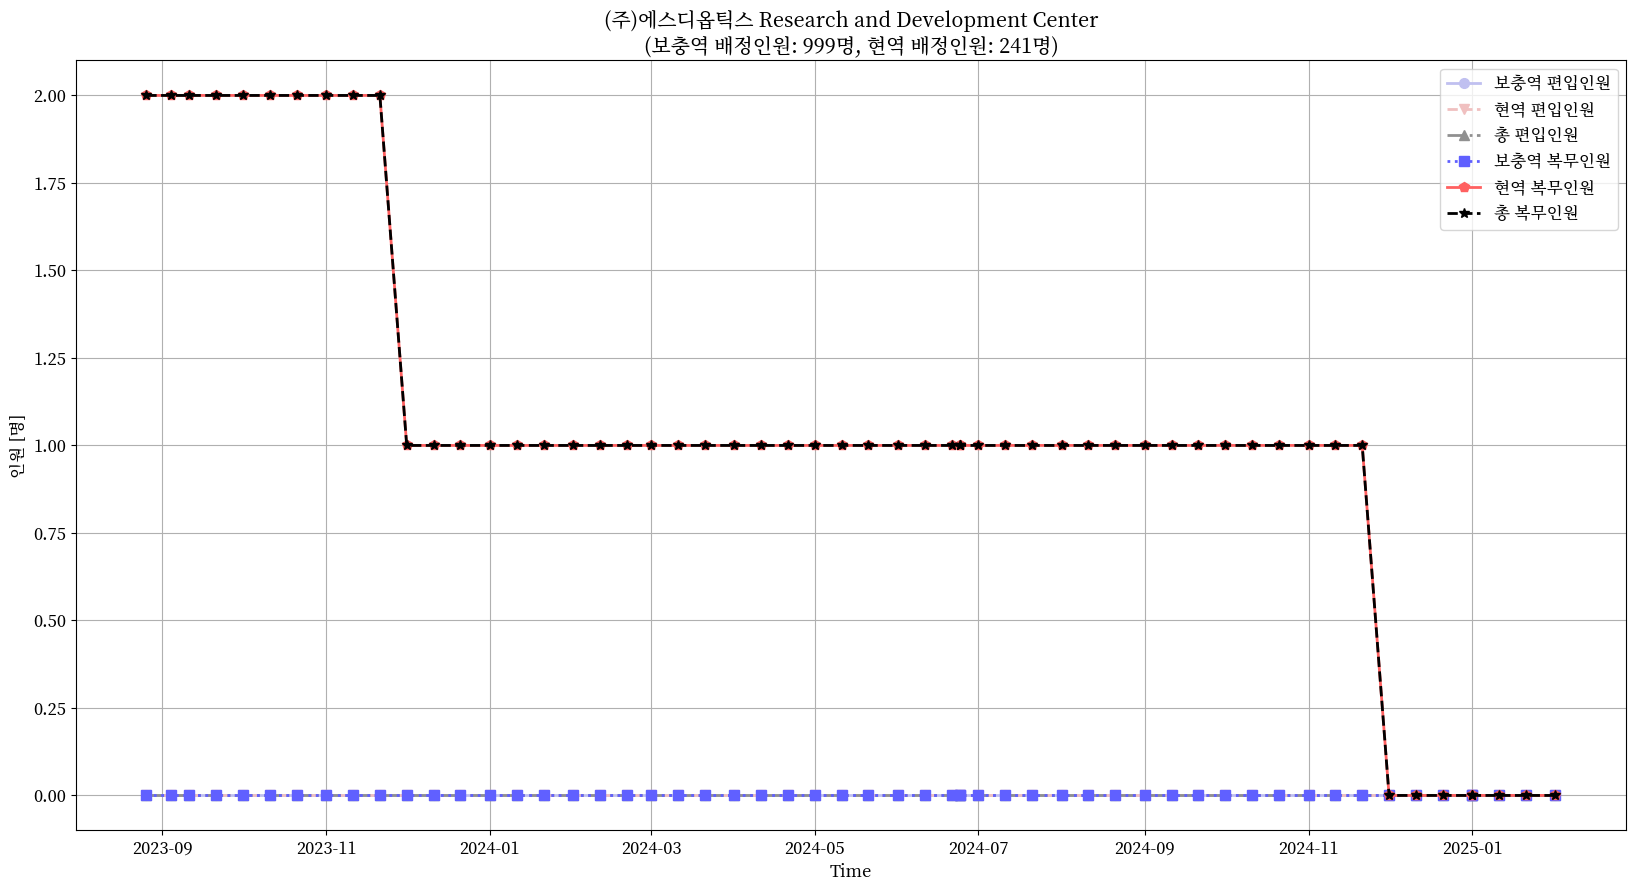 (주)에스디옵틱스 Research and Development Center
(보충역 배정인원: 999명, 현역 배정인원: 241명)
보충역 편입인원
현역 편입인원
총 편입인원
보충역 복무인원
현역 복무인원
총 복무인원
인원 [명]
2.00
1.75
1.50
1.25
1.00
0.75
0.50
0.25
0.00
2023-09
2023-11
2024-01
2024-03
2024-05
2024-07
2024-09
2024-11
2025-01
Time